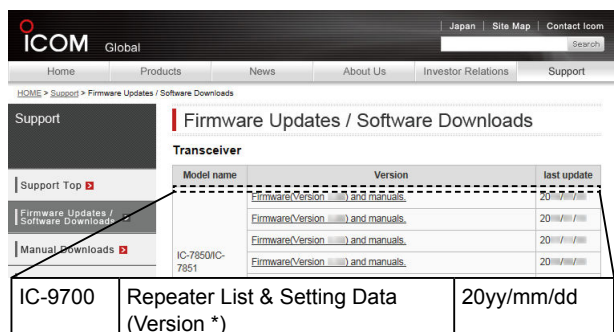 Japan | Site Map | Contact Icom
ICOM Global
Search
Home Products News About Us Investor Relations Support
HOME > Support > Firmware Updates / Software Downloads
Support
Firmware Updates / Software Downloads
Transceiver
Model name Version last update
Support Top
Firmware(Version ) and manuals. 20 / /
Firmware Updates /
Software Downloads
Firmware(Version ) and manuals. 20 / /
Manual Downloads
Firmware(Version ) and manuals. 20 / /
IC-7850/IC-
7851
Firmware(Version ) and manuals. 20 / /
IC-9700 Repeater List & Setting Data 20yy/mm/dd
(Version *)